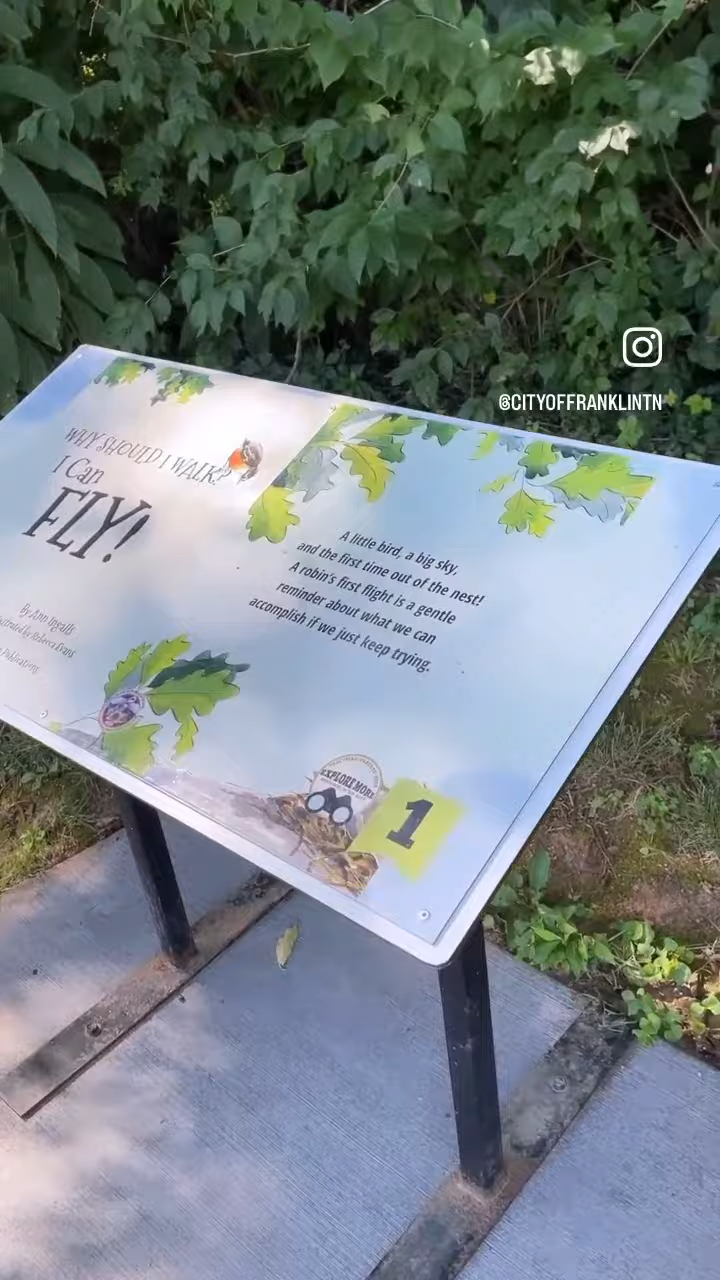 @CITYOFFRANKLINTN
WHY SHOULD I WALK?
I Can
FLY!
By Ann Ingalls
Illustrated by Rebecca Evans
Publications
A little bird, a big sky,
and the first time out of the nest!
A robin's first flight is a gentle
reminder about what we can
accomplish if we just keep trying.
EXPLORE MORE
1